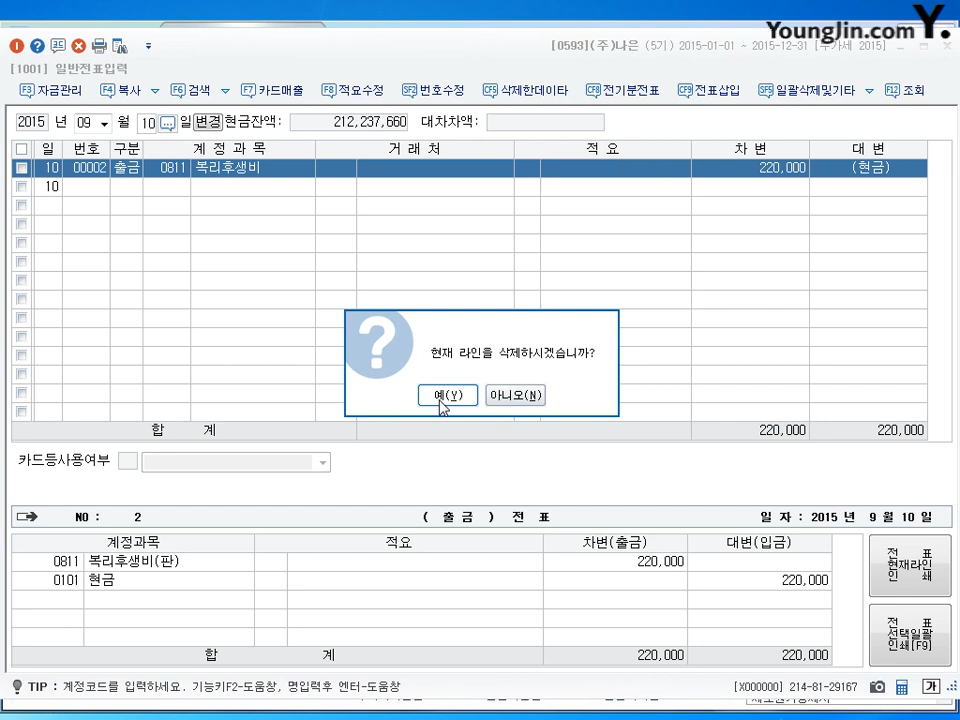 YoungJin.com Y.
[0593](주)나은 (5기) 2015-01-01 ~ 2015-12-31 [부가세 2015]
[1001] 일반전표입력
F3 자금관리 F4 복사 F6 검색 F7 카드매출 F8 적요수정 SF2 번호수정 CF5 삭제한데이타 CF8 전기분전표 CF9 전표삽입 SF5 일괄삭제및기타 F12 조회
2015 년 09 월 10 일 변경 현금잔액: 212,237,660 대차차액:
일 번호 구분 계정과목 거래처 적요 차변 대변
10 00002 출금 0811 복리후생비 220,000 (현금)
10
현재 라인을 삭제하시겠습니까?
예(Y) 아니오(N)
합 계 220,000 220,000
카드등사용여부
NO : 2 ( 출 금 ) 전 표 일 자 : 2015 년 9 월 10 일
계정과목 적요 차변(출금) 대변(입금)
0811 복리후생비(판) 220,000
0101 현금 220,000
합 계 220,000 220,000
전 표
현재라인
인 쇄
전 표
선택일괄
인쇄[F9]
TIP : 계정코드를 입력하세요. 기능키F2-도움창, 명입력후 엔터-도움창
[X000000] 214-81-29167 가